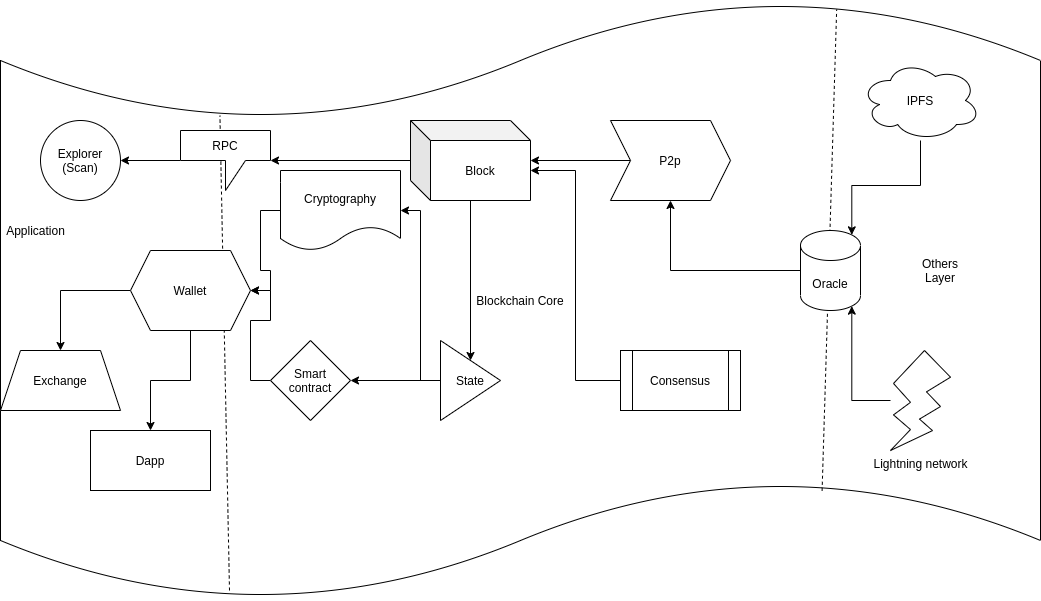 IPFS
RPC
Explorer
(Scan)
P2p
Block
Cryptography
Application
Others
Layer
Oracle
Wallet
Blockchain Core
Smart
contract
State
Exchange
Consensus
Dapp
Lightning network